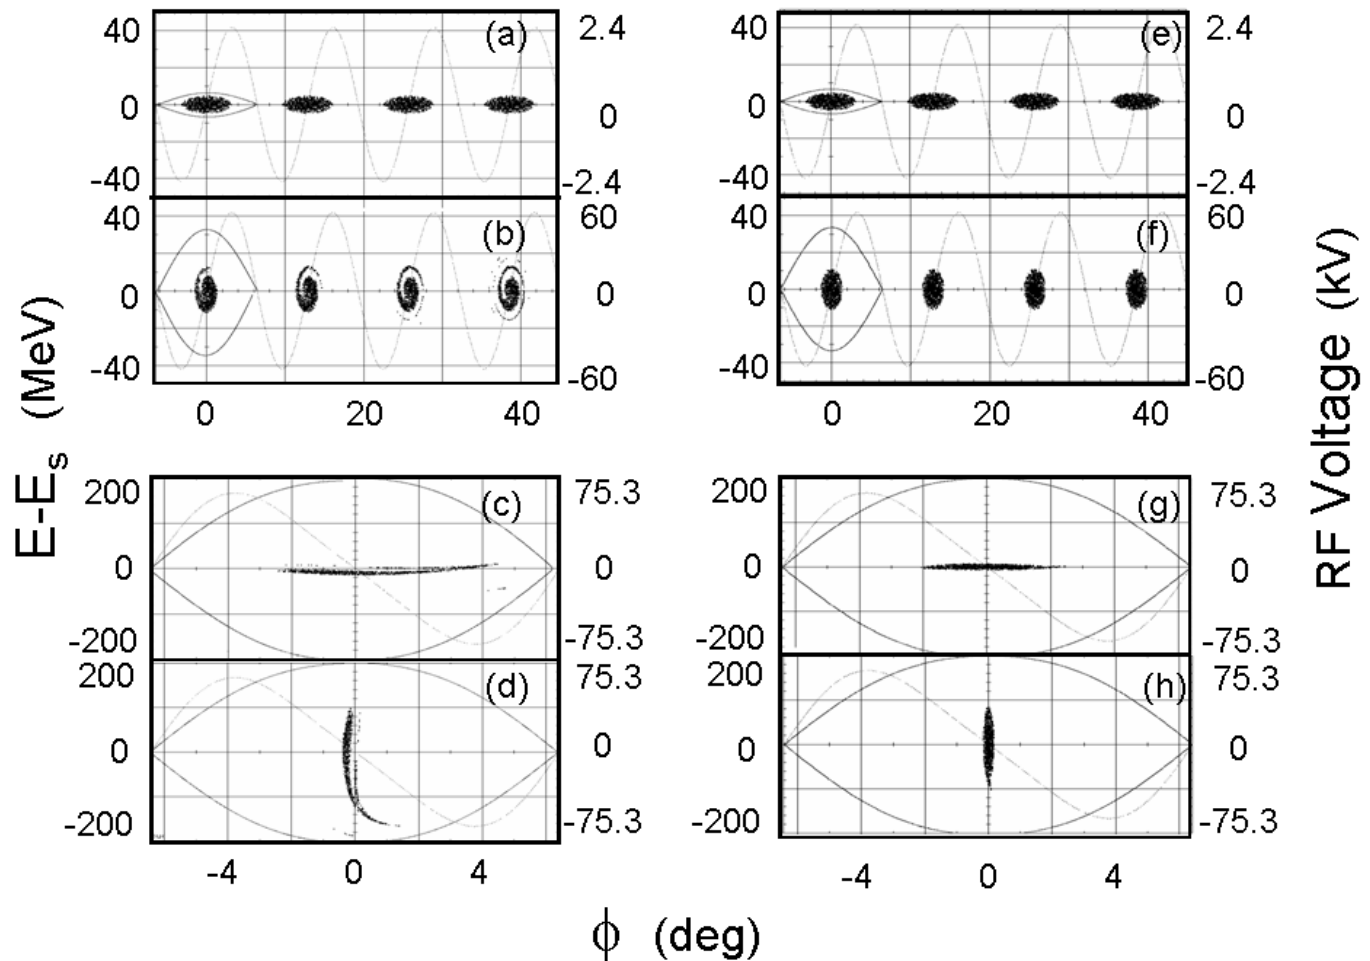 40 (a) 2.4 40 (e) 2.4
0 0 0 0
-40 -2.4 -40 -2.4
40 (b) 60 40 (f) 60
0 0 0 0
-40 -60 -40 -60
0 20 40 0 20 40
200 (c) 75.3 200 (g) 75.3
0 0 0 0
-200 -75.3 -200 -75.3
200 (d) 75.3 200 (h) 75.3
0 0 0 0
-200 -75.3 -200 -75.3
-4 0 4 -4 0 4
ϕ (deg)
E-Es (MeV)
RF Voltage (kV)